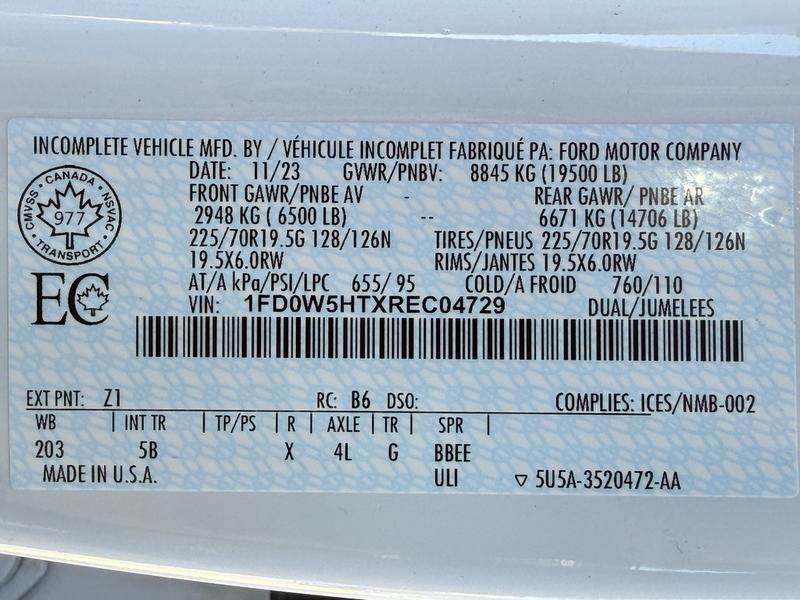 INCOMPLETE VEHICLE MFD. BY / VÉHICULE INCOMPLET FABRIQUÉ PA: FORD MOTOR COMPANY
DATE: 11/23 GVWR/PNBV: 8845 KG (19500 LB)
FRONT GAWR/PNBE AV - REAR GAWR/ PNBE AR
2948 KG ( 6500 LB) -- 6671 KG (14706 LB)
225/70R19.5G 128/126N TIRES/PNEUS 225/70R19.5G 128/126N
19.5X6.0RW RIMS/JANTES 19.5X6.0RW
AT/A kPa/PSI/LPC 655/ 95 COLD/A FROID 760/110
VIN: 1FD0W5HTXREC04729 DUAL/JUMELEES
CMVSS • CANADA • NSVAC • TRANSPORT •
977
EC
EXT PNT: Z1 RC: B6 DSO: COMPLIES: ICES/NMB-002
WB | INT TR | TP/PS | R | AXLE | TR | SPR |
203 5B X 4L G BBEE
MADE IN U.S.A. ULI ▽ 5U5A-3520472-AA